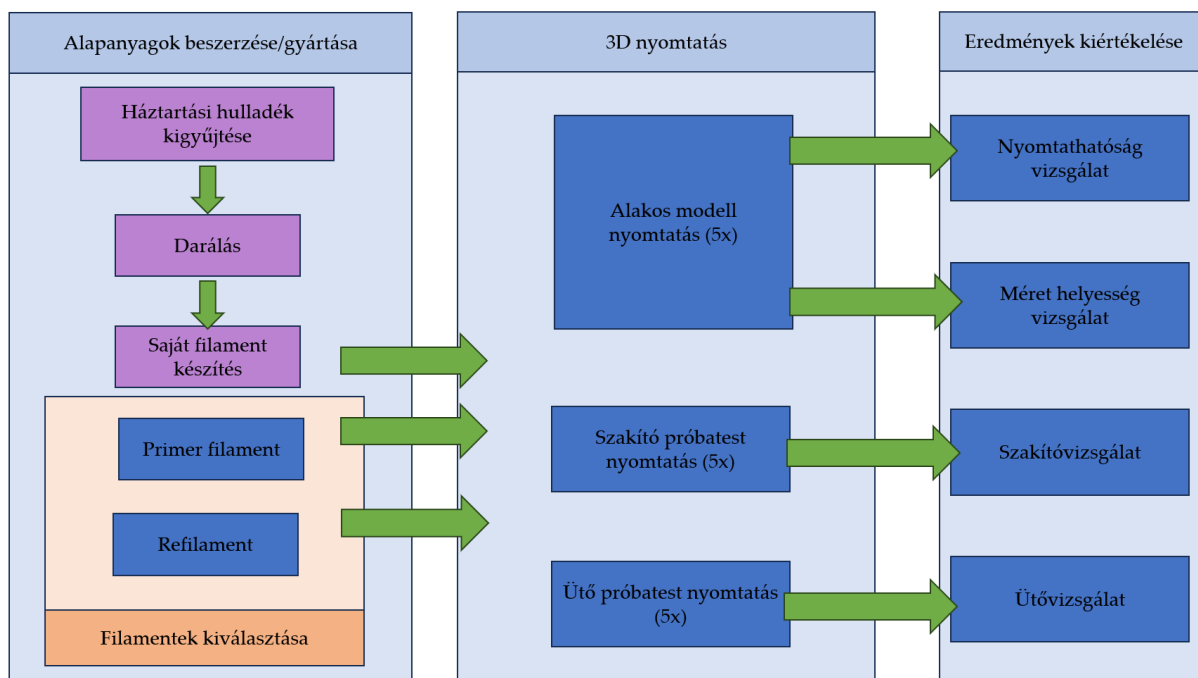 Alapanyagok beszerzése/gyártása
Háztartási hulladék
kigyűjtése
Darálás
Saját filament
készítés
Primer filament
Refilament
Filamentek kiválasztása
3D nyomtatás
Alakos modell
nyomtatás (5x)
Szakító próbatest
nyomtatás (5x)
Ütő próbatest nyomtatás
(5x)
Eredmények kiértékelése
Nyomtathatóság
vizsgálat
Méret helyesség
vizsgálat
Szakítóvizsgálat
Ütővizsgálat